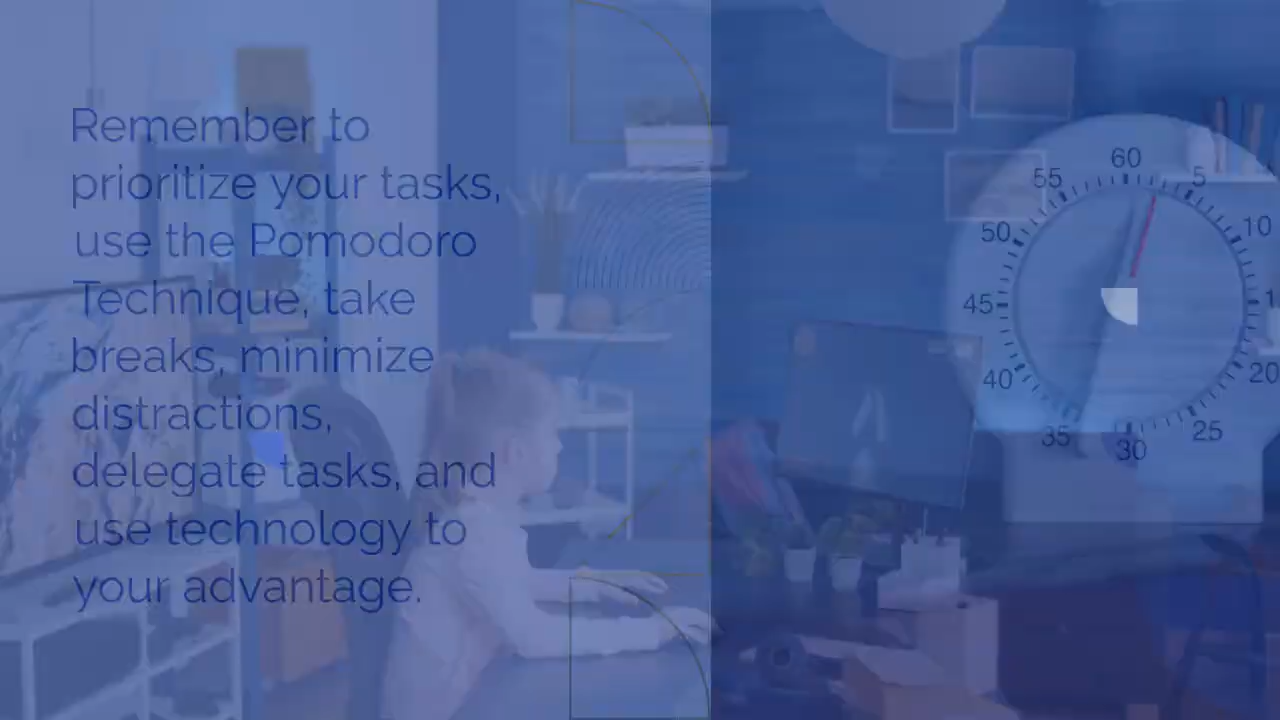 Remember to
prioritize your tasks,
use the Pomodoro
Technique, take
breaks, minimize
distractions,
delegate tasks, and
use technology to
your advantage.
60
55
5
50
10
45
40
20
35
25
30